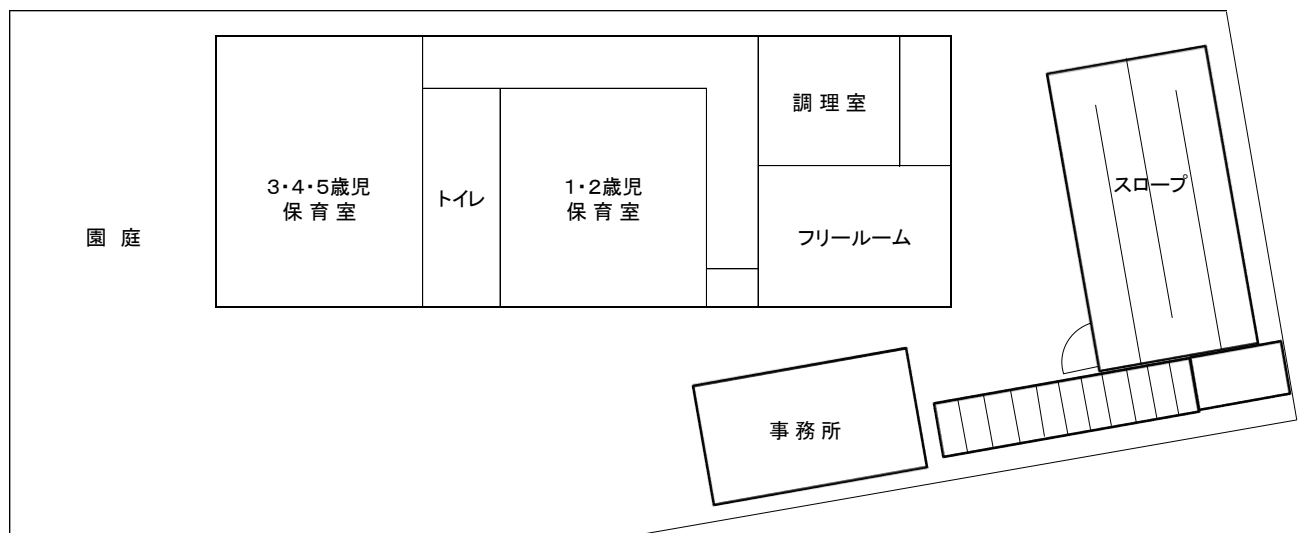 園 庭
3・4・5歳児
保 育 室
トイレ
1・2歳児
保 育 室
調 理 室
フリールーム
スロープ
事 務 所